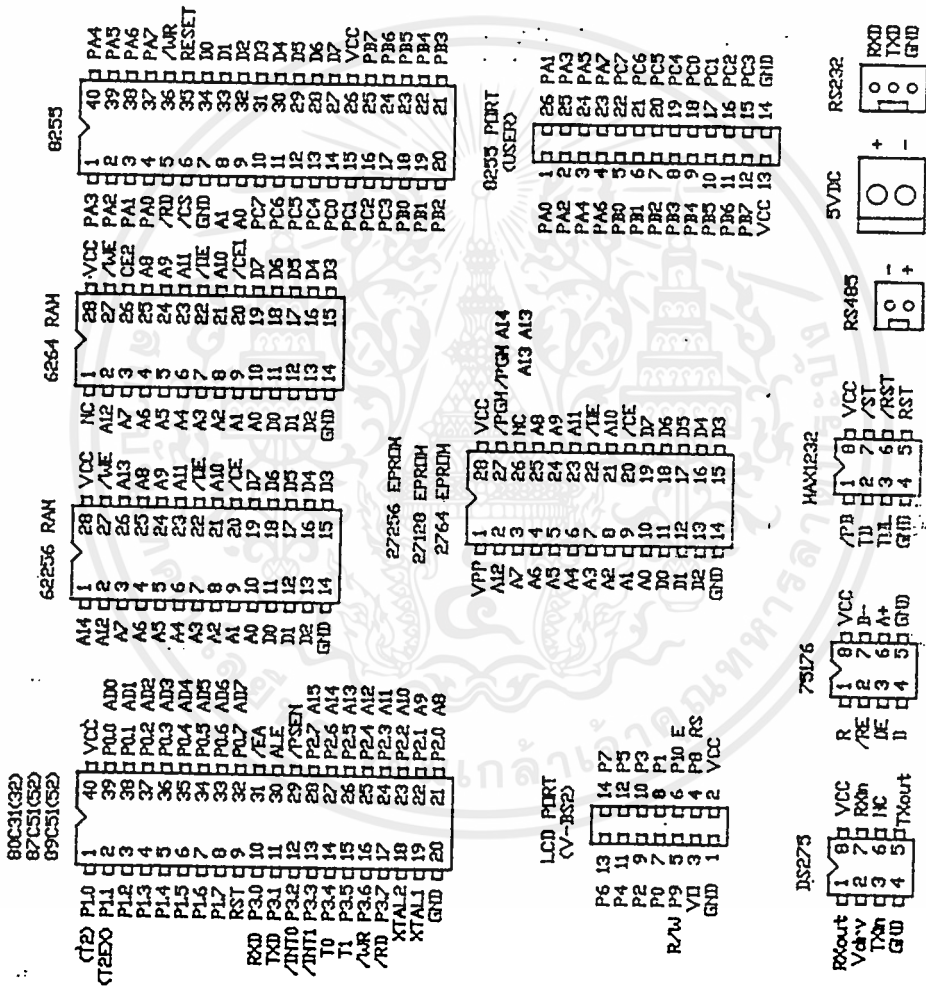 80C31(32)
87C51(52)
89C51(52)
(T2) P1.0 1 40 VCC
(T2EX) P1.1 2 39 P0.0 AD0
P1.2 3 38 P0.1 AD1
P1.3 4 37 P0.2 AD2
P1.4 5 36 P0.3 AD3
P1.5 6 35 P0.4 AD4
P1.6 7 34 P0.5 AD5
P1.7 8 33 P0.6 AD6
RST 9 32 P0.7 AD7
RXD P3.0 10 31 /EA
TXD P3.1 11 30 ALE
/INT0 P3.2 12 29 /PSEN
/INT1 P3.3 13 28 P2.7 A15
T0 P3.4 14 27 P2.6 A14
T1 P3.5 15 26 P2.5 A13
/WR P3.6 16 25 P2.4 A12
/RD P3.7 17 24 P2.3 A11
XTAL2 18 23 P2.2 A10
XTAL1 19 22 P2.1 A9
GND 20 21 P2.0 A8
62256 RAM
A14 1 28 VCC
A12 2 27 /WE
A7 3 26 A13
A6 4 25 A8
A5 5 24 A9
A4 6 23 A11
A3 7 22 /OE
A2 8 21 A10
A1 9 20 /CE
A0 10 19 D7
D0 11 18 D6
D1 12 17 D5
D2 13 16 D4
GND 14 15 D3
6264 RAM
NC 1 28 VCC
A12 2 27 /WE
A7 3 26 CE2
A6 4 25 A8
A5 5 24 A9
A4 6 23 A11
A3 7 22 /OE
A2 8 21 A10
A1 9 20 /CE1
A0 10 19 D7
D0 11 18 D6
D1 12 17 D5
D2 13 16 D4
GND 14 15 D3
8255
PA3 1 40 PA4
PA2 2 39 PA5
PA1 3 38 PA6
PA0 4 37 PA7
/RD 5 36 /WR
/CS 6 35 RESET
GND 7 34 D0
A1 8 33 D1
A0 9 32 D2
PC7 10 31 D3
PC6 11 30 D4
PC5 12 29 D5
PC4 13 28 D6
PC0 14 27 D7
PC1 15 26 VCC
PC2 16 25 PB7
PC3 17 24 PB6
PB0 18 23 PB5
PB1 19 22 PB4
PB2 20 21 PB3
LCD PORT
(V-DS2)
P6 13 14 P7
P4 11 12 P5
P2 9 10 P3
P0 7 8 P1
R/W P9 5 6 P10 E
VO 3 4 P8 RS
GND 1 2 VCC
27256 EPROM
27128 EPROM
2764 EPROM
VPP 1 28 VCC
A12 2 27 /PGM /PGM A14
A7 3 26 NC A13 A13
A6 4 25 A8
A5 5 24 A9
A4 6 23 A11
A3 7 22 /OE
A2 8 21 A10
A1 9 20 /CE
A0 10 19 D7
D0 11 18 D6
D1 12 17 D5
D2 13 16 D4
GND 14 15 D3
8255 PORT
(USER)
PA0 1 26 PA1
PA2 2 25 PA3
PA4 3 24 PA5
PA6 4 23 PA7
PB0 5 22 PC7
PB1 6 21 PC6
PB2 7 20 PC5
PB3 8 19 PC4
PB4 9 18 PC0
PB5 10 17 PC1
PB6 11 16 PC2
PB7 12 15 PC3
VCC 13 14 GND
DS275
RXout 1 8 VCC
Vdrv 2 7 RXin
TXin 3 6 NC
GND 4 5 TXout
75176
R 1 8 VCC
/RE 2 7 B-
DE 3 6 A+
D 4 5 GND
MAX1232
/PB 1 8 VCC
TD 2 7 /ST
TOL 3 6 /RST
GND 4 5 RST
RS485
-
+
5VDC
+
-
RS232
RXD
TXD
GND
เกล้าเจ้าคุณทหารลา